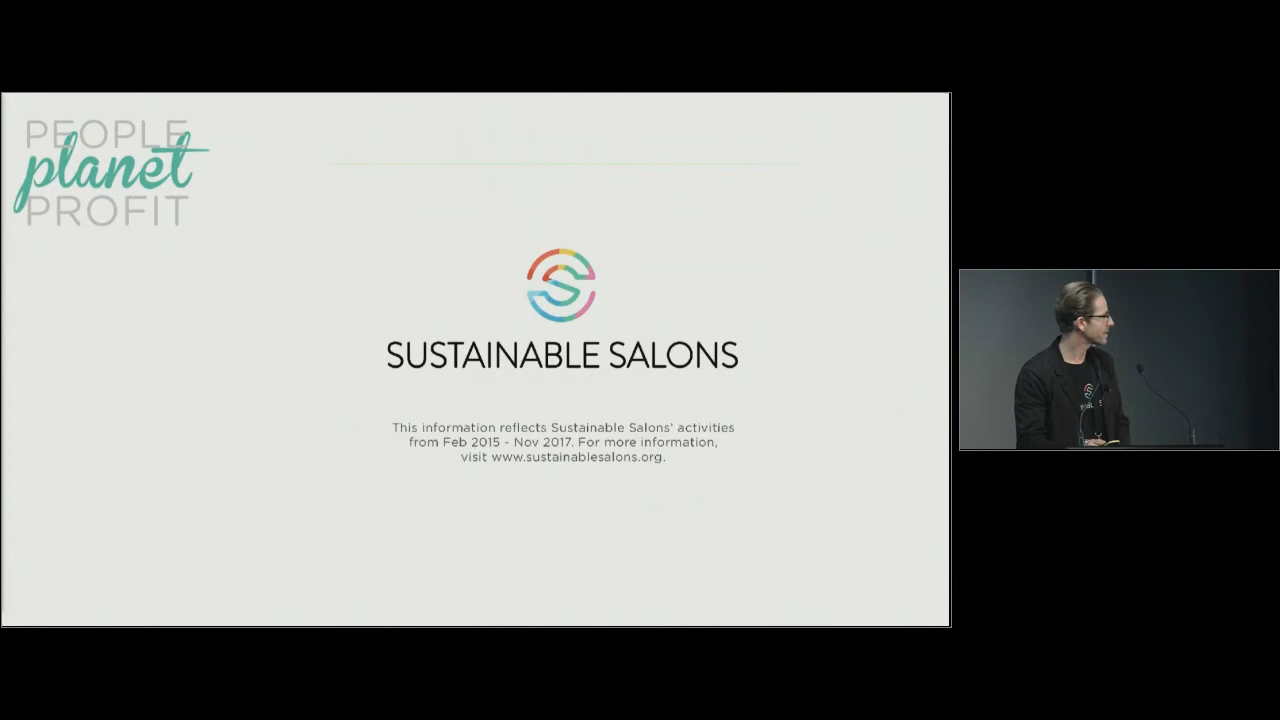 PEOPLE
planet
PROFIT
SUSTAINABLE SALONS
This information reflects Sustainable Salons' activities
from Feb 2015 - Nov 2017. For more information,
visit www.sustainablesalons.org.